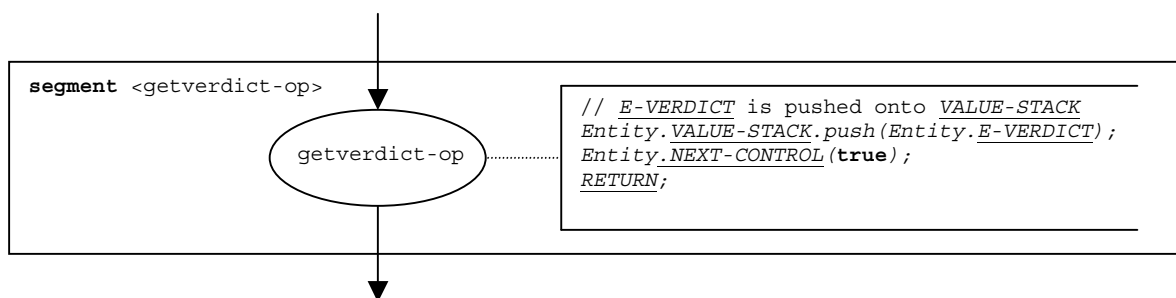 segment <getverdict-op>
getverdict-op
// E-VERDICT is pushed onto VALUE-STACK
Entity.VALUE-STACK.push(Entity.E-VERDICT);
Entity.NEXT-CONTROL(true);
RETURN;